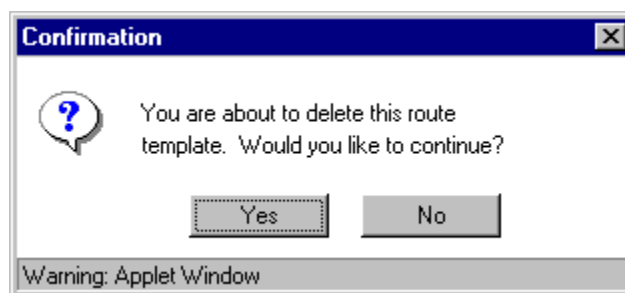 Confirmation
?
You are about to delete this route
template.  Would you like to continue?
Yes No
Warning: Applet Window